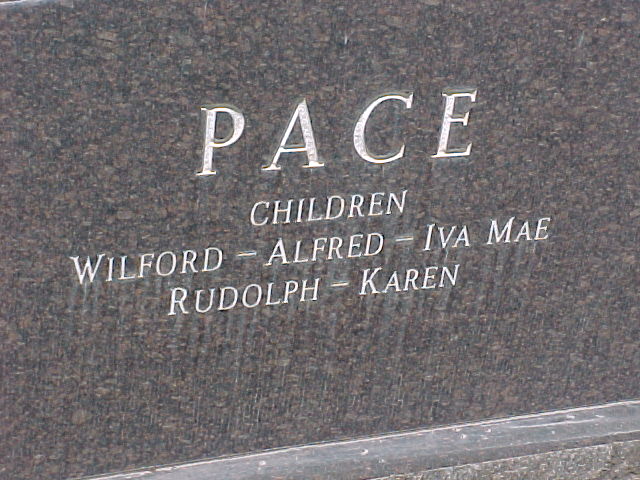 PACE
CHILDREN
WILFORD – ALFRED – IVA MAE
RUDOLPH – KAREN